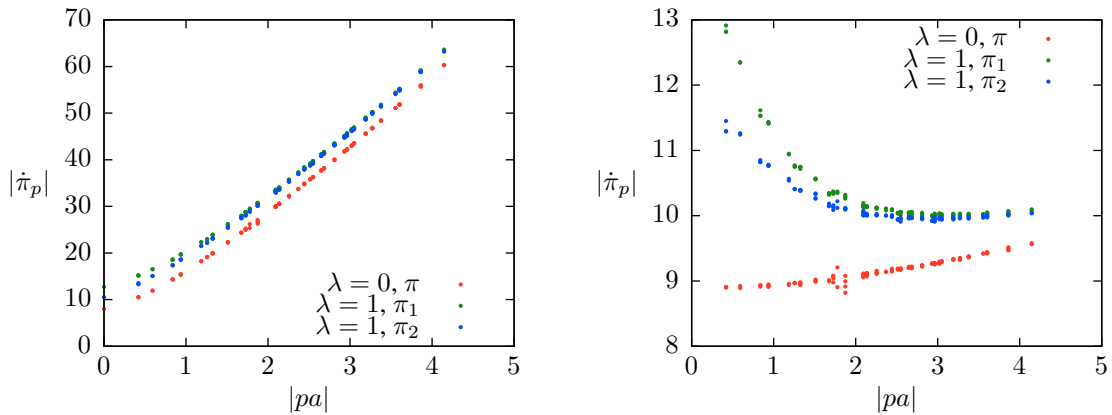 70
60
50
40
30
20
10
0
|π̇ₚ|
λ = 0, π
λ = 1, π₁
λ = 1, π₂
0 1 2 3 4 5
|pa|
13
12
11
10
9
8
|π̇ₚ|
λ = 0, π
λ = 1, π₁
λ = 1, π₂
0 1 2 3 4 5
|pa|